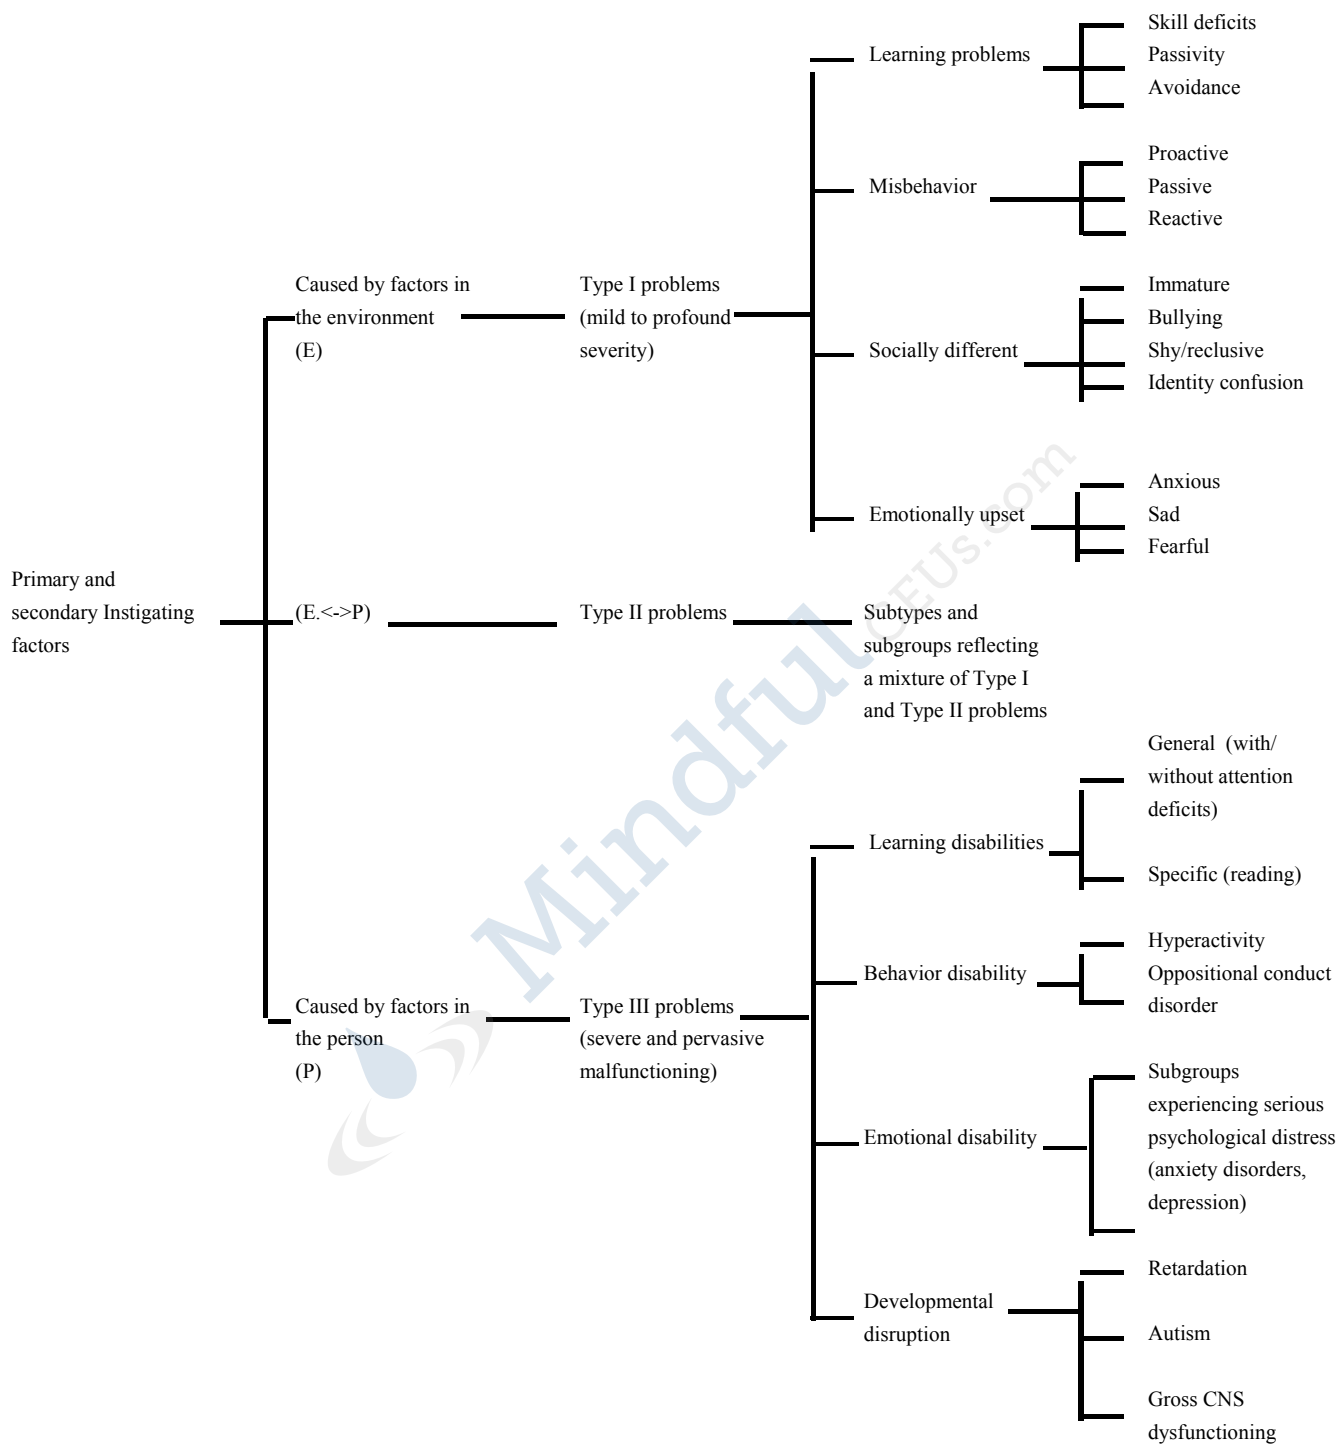 Skill deficits
Learning problems
Passivity
Avoidance
Proactive
Misbehavior
Passive
Reactive
Caused by factors in
the environment
(E)
Type I problems
(mild to profound
severity)
Immature
Bullying
Socially different
Shy/reclusive
Identity confusion
Anxious
Emotionally upset
Sad
Fearful
Primary and
secondary Instigating
factors
(E.<->P)
Type II problems
Subtypes and
subgroups reflecting
a mixture of Type I
and Type II problems
General (with/
without attention
deficits)
Learning disabilities
Specific (reading)
Hyperactivity
Behavior disability
Oppositional conduct
disorder
Caused by factors in
the person
(P)
Type III problems
(severe and pervasive
malfunctioning)
Subgroups
experiencing serious
psychological distress
(anxiety disorders,
depression)
Emotional disability
Retardation
Developmental
disruption
Autism
Gross CNS
dysfunctioning
MindfulCEUs.com